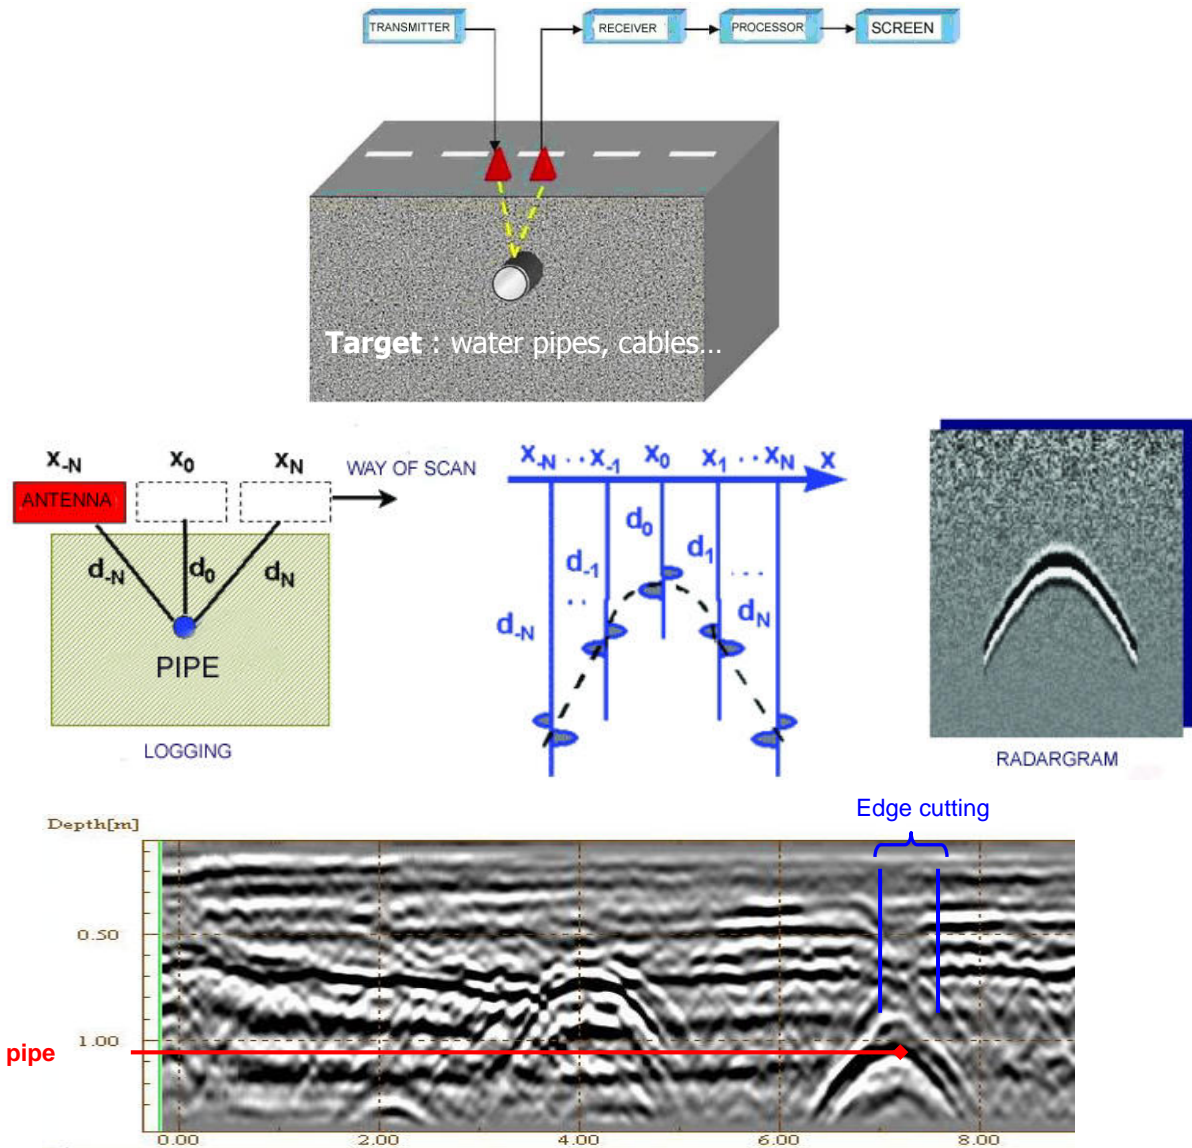 TRANSMITTER
RECEIVER
PROCESSOR
SCREEN
Target : water pipes, cables...
X-N
X0
XN
WAY OF SCAN
ANTENNA
d-N
d0
dN
PIPE
LOGGING
X-N . . X-1 X0 X1 . . XN X
d0
d-1
d1
. .
. . .
d-N
dN
RADARGRAM
Edge cutting
Depth[m]
0.50
1.00
pipe
0.00 2.00 4.00 6.00 8.00